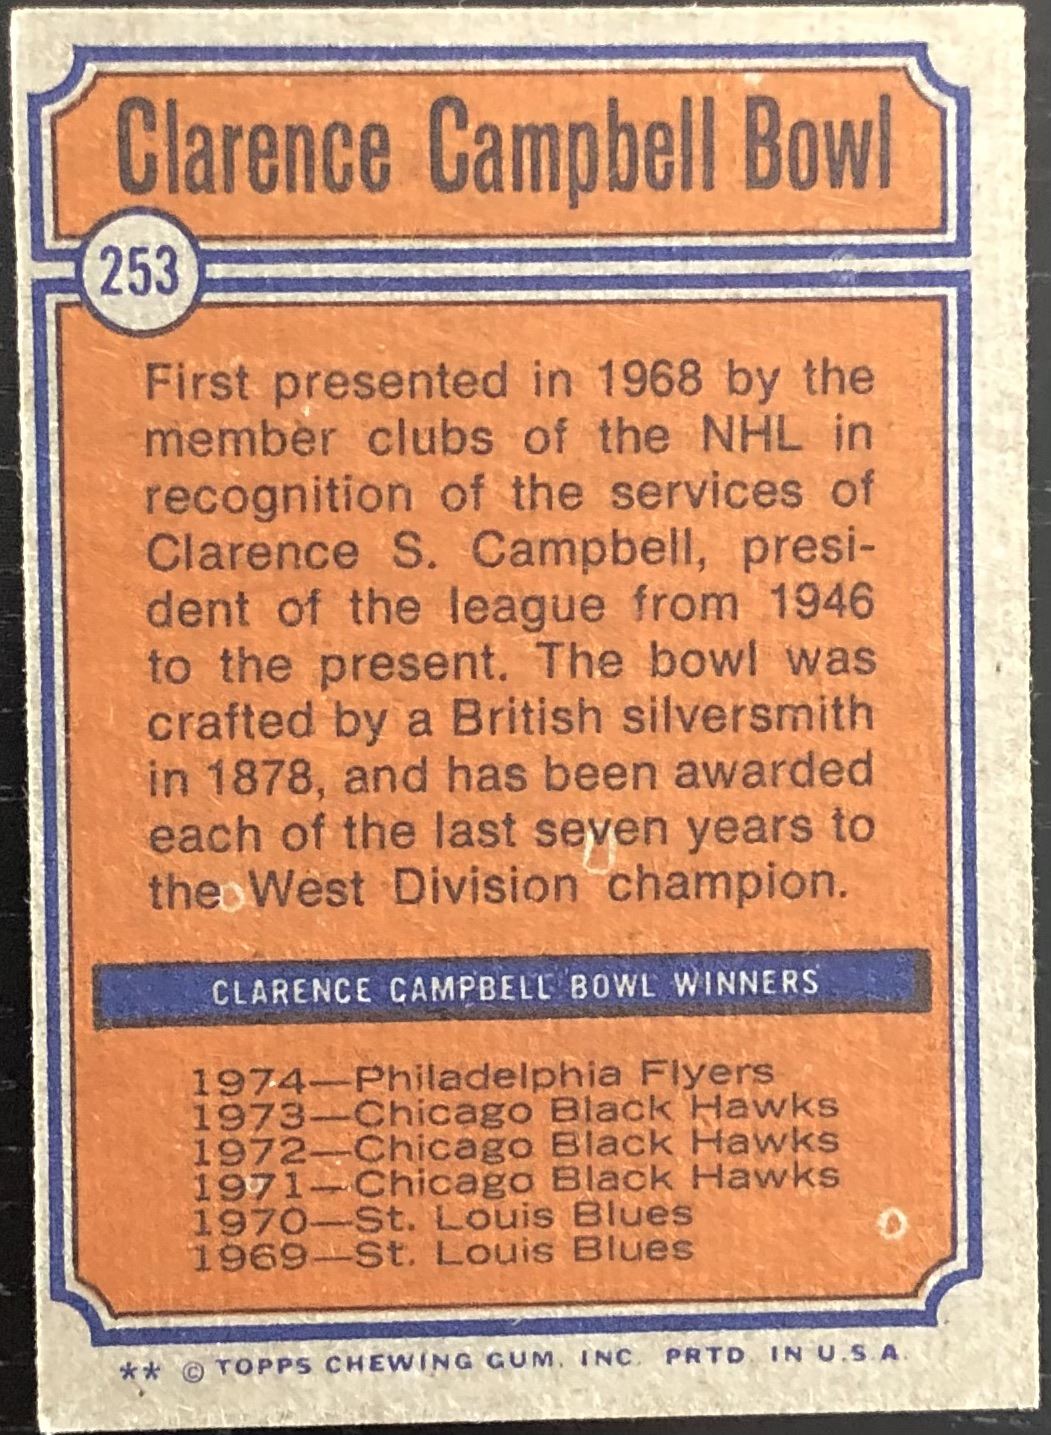 Clarence Campbell Bowl
253
First presented in 1968 by the
member clubs of the NHL in
recognition of the services of
Clarence S. Campbell, presi-
dent of the league from 1946
to the present. The bowl was
crafted by a British silversmith
in 1878, and has been awarded
each of the last seven years to
the West Division champion.
CLARENCE CAMPBELL BOWL WINNERS
1974—Philadelphia Flyers
1973—Chicago Black Hawks
1972—Chicago Black Hawks
1971—Chicago Black Hawks
1970—St. Louis Blues
1969—St. Louis Blues
** © TOPPS CHEWING GUM, INC. PRTD. IN U.S.A.